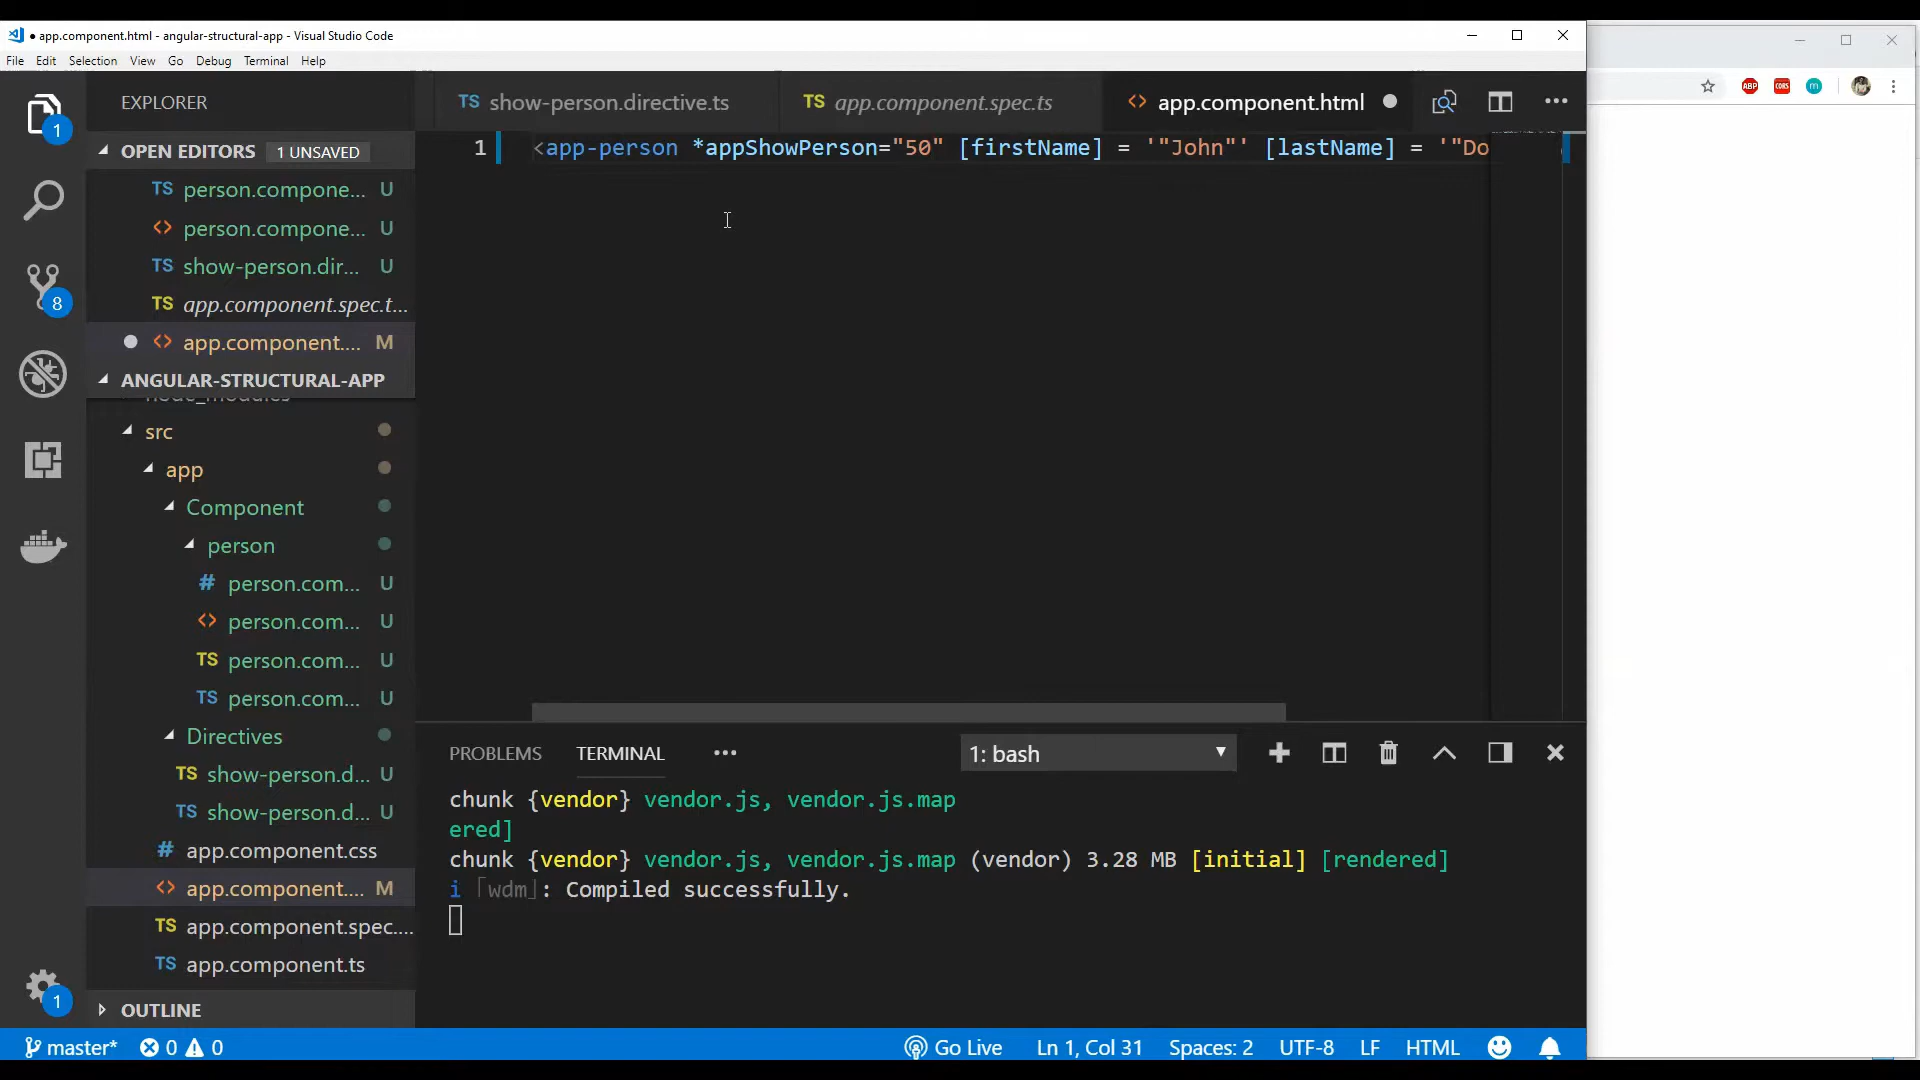 app.component.html - angular-structural-app - Visual Studio Code
File Edit Selection View Go Debug Terminal Help
EXPLORER
show-person.directive.ts
app.component.spec.ts
app.component.html
OPEN EDITORS 1 UNSAVED
TS person.compone... U
<> person.compone... U
TS show-person.dir... U
TS app.component.spec.t...
<> app.component.... M
ANGULAR-STRUCTURAL-APP
node_modules
src
app
Component
person
# person.com... U
<> person.com... U
TS person.com... U
TS person.com... U
Directives
TS show-person.d... U
TS show-person.d... U
# app.component.css
<> app.component.... M
TS app.component.spec....
TS app.component.ts
OUTLINE
1 <app-person *appShowPerson="50" [firstName] = '"John"' [lastName] = '"Do
PROBLEMS TERMINAL ... 1: bash
chunk {vendor} vendor.js, vendor.js.map
ered]
chunk {vendor} vendor.js, vendor.js.map (vendor) 3.28 MB [initial] [rendered]
i ｢wdm｣: Compiled successfully.
1
8
1
ABP CORS m
master* 0 0 Go Live Ln 1, Col 31 Spaces: 2 UTF-8 LF HTML